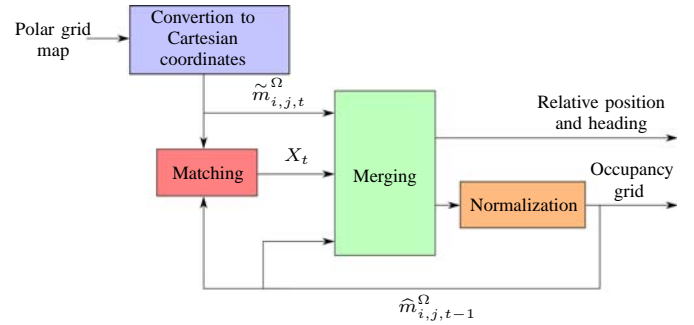 Polar grid
map
Convertion to
Cartesian
coordinates
m̃^Ω_{i,j,t}
Relative position
and heading
Matching
X_t
Merging
Normalization
Occupancy
grid
m̂^Ω_{i,j,t−1}